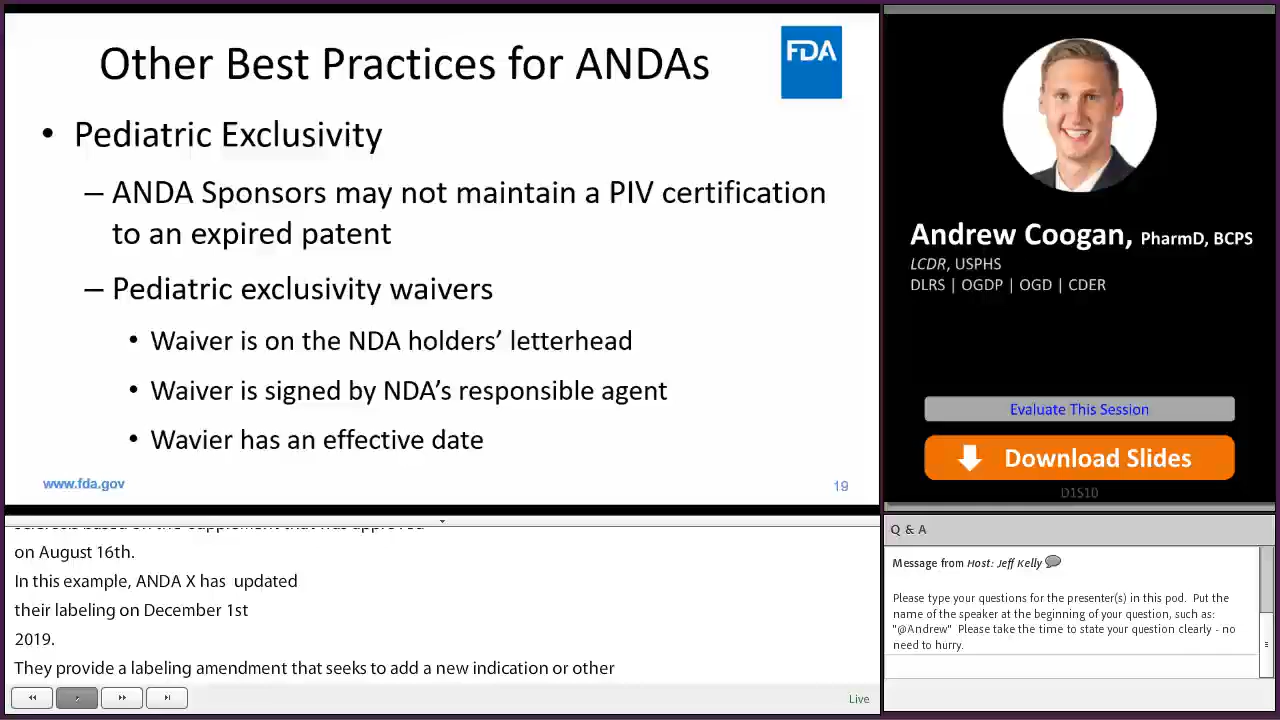 Other Best Practices for ANDAs
FDA
• Pediatric Exclusivity
– ANDA Sponsors may not maintain a PIV certification
to an expired patent
– Pediatric exclusivity waivers
• Waiver is on the NDA holders’ letterhead
• Waiver is signed by NDA’s responsible agent
• Wavier has an effective date
www.fda.gov
19
on August 16th.
In this example, ANDA X has updated
their labeling on December 1st
2019.
They provide a labeling amendment that seeks to add a new indication or other
Live
Andrew Coogan, PharmD, BCPS
LCDR, USPHS
DLRS | OGDP | OGD | CDER
Evaluate This Session
Download Slides
D1S10
Q & A
Message from Host: Jeff Kelly
Please type your questions for the presenter(s) in this pod. Put the
name of the speaker at the beginning of your question, such as:
"@Andrew" Please take the time to state your question clearly - no
need to hurry.